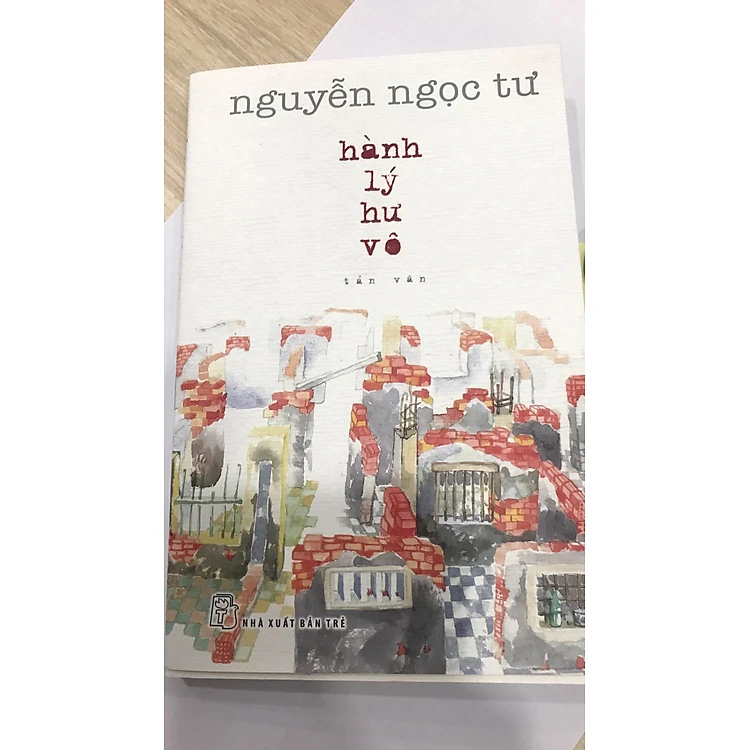 nguyễn ngọc tư
hành
lý
hư
vô
tản văn
NHÀ XUẤT BẢN TRẺ